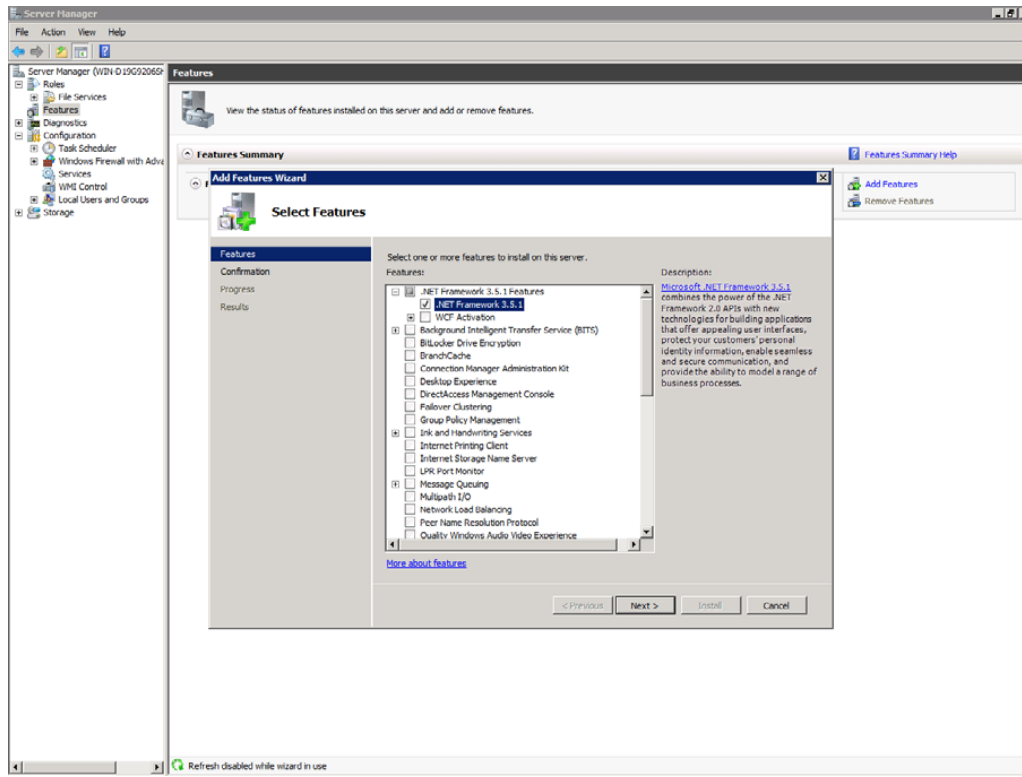 Server Manager
File Action View Help
Server Manager (WIN-D19G9206SH
Roles
File Services
Features
Diagnostics
Configuration
Task Scheduler
Windows Firewall with Adva
Services
WMI Control
Local Users and Groups
Storage
Features
View the status of features installed on this server and add or remove features.
Features Summary
Features Summary Help
F
Add Features
Remove Features
Add Features Wizard
Select Features
Features
Confirmation
Progress
Results
Select one or more features to install on this server.
Features:
.NET Framework 3.5.1 Features
.NET Framework 3.5.1
WCF Activation
Background Intelligent Transfer Service (BITS)
BitLocker Drive Encryption
BranchCache
Connection Manager Administration Kit
Desktop Experience
DirectAccess Management Console
Failover Clustering
Group Policy Management
Ink and Handwriting Services
Internet Printing Client
Internet Storage Name Server
LPR Port Monitor
Message Queuing
Multipath I/O
Network Load Balancing
Peer Name Resolution Protocol
Quality Windows Audio Video Experience
Description:
Microsoft .NET Framework 3.5.1
combines the power of the .NET
Framework 2.0 APIs with new
technologies for building applications
that offer appealing user interfaces,
protect your customers' personal
identity information, enable seamless
and secure communication, and
provide the ability to model a range of
business processes.
More about features
< Previous Next > Install Cancel
Refresh disabled while wizard in use